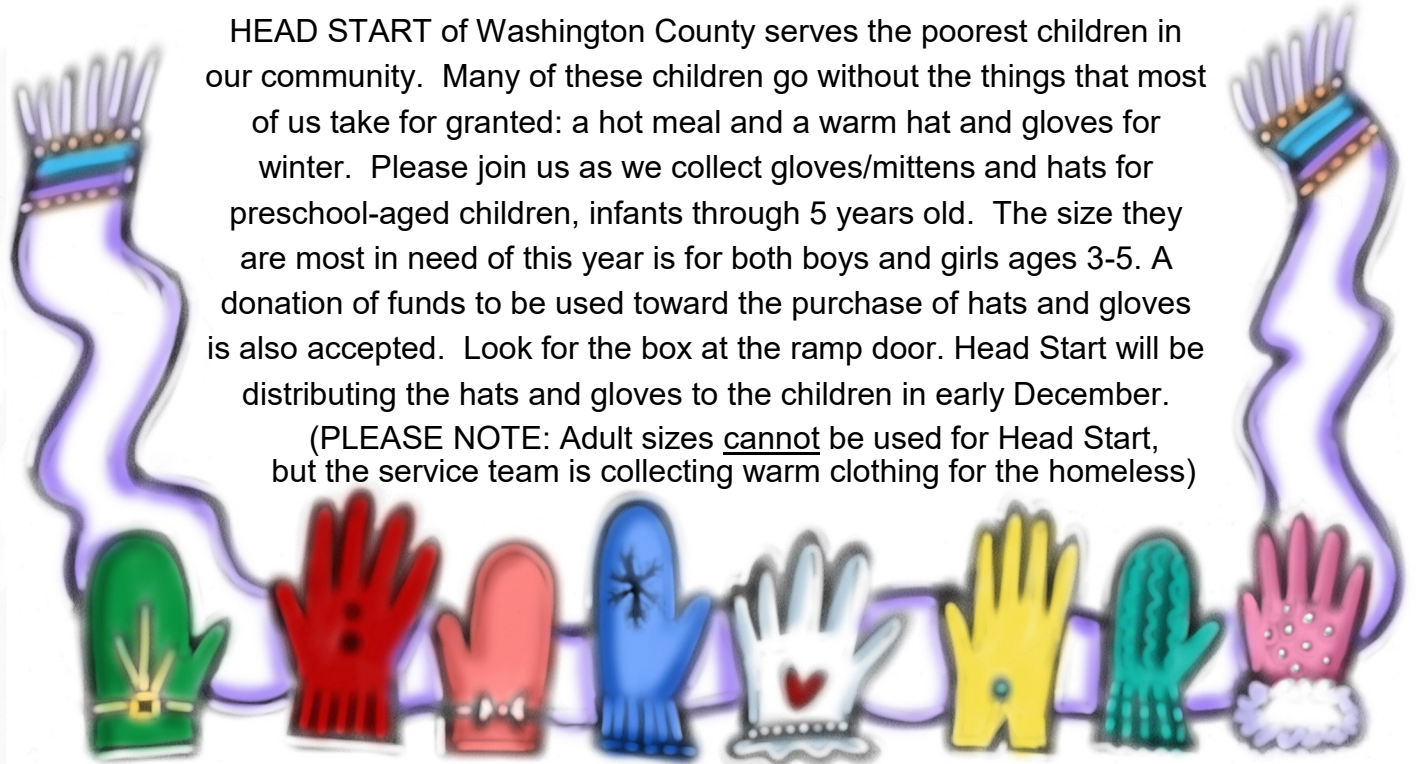 HEAD START of Washington County serves the poorest children in
our community.  Many of these children go without the things that most
of us take for granted: a hot meal and a warm hat and gloves for
winter.  Please join us as we collect gloves/mittens and hats for
preschool-aged children, infants through 5 years old.  The size they
are most in need of this year is for both boys and girls ages 3-5. A
donation of funds to be used toward the purchase of hats and gloves
is also accepted.  Look for the box at the ramp door. Head Start will be
distributing the hats and gloves to the children in early December.
(PLEASE NOTE: Adult sizes cannot be used for Head Start,
but the service team is collecting warm clothing for the homeless)